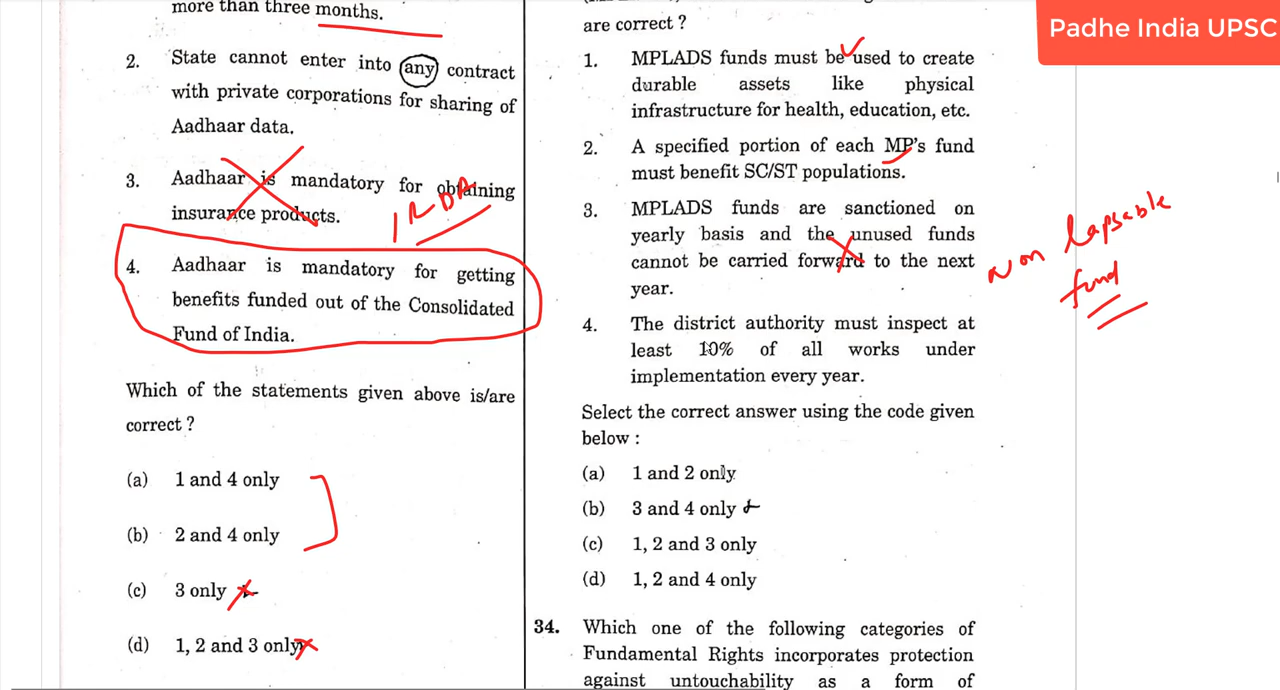 more than three months.
2. State cannot enter into any contract
with private corporations for sharing of
Aadhaar data.
3. Aadhaar is mandatory for obtaining
insurance products.
IRDA
4. Aadhaar is mandatory for getting
benefits funded out of the Consolidated
Fund of India.
Which of the statements given above is/are
correct ?
(a) 1 and 4 only
(b) 2 and 4 only
(c) 3 only
(d) 1, 2 and 3 only
are correct ?
Padhe India UPSC
1. MPLADS funds must be used to create
durable assets like physical
infrastructure for health, education, etc.
2. A specified portion of each MP's fund
must benefit SC/ST populations.
3. MPLADS funds are sanctioned on
yearly basis and the unused funds
cannot be carried forward to the next
year.
Non lapsable
fund
4. The district authority must inspect at
least 10% of all works under
implementation every year.
Select the correct answer using the code given
below :
(a) 1 and 2 only
(b) 3 and 4 only
(c) 1, 2 and 3 only
(d) 1, 2 and 4 only
34. Which one of the following categories of
Fundamental Rights incorporates protection
against untouchability as a form of